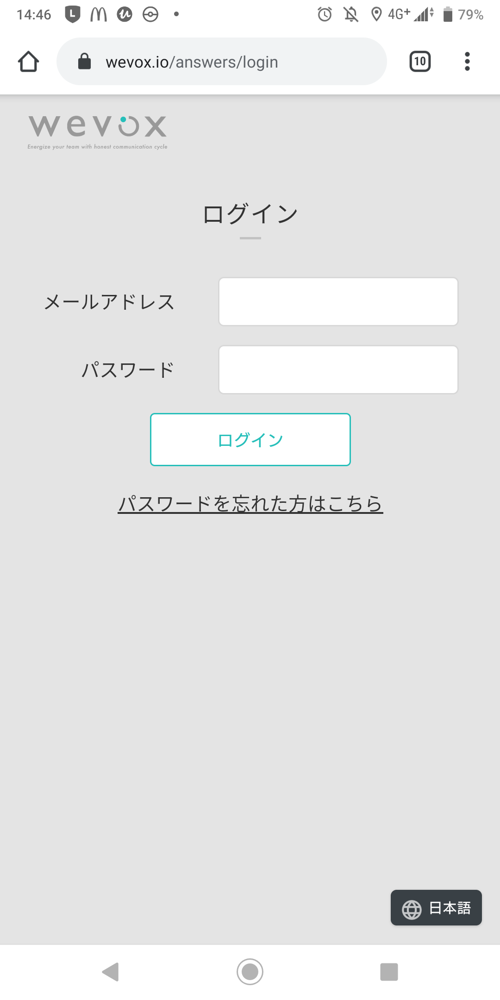 14:46 L 4G+ 79%
wevox.io/answers/login 10
wevox
Energize your team with honest communication cycle
ログイン
メールアドレス
パスワード
ログイン
パスワードを忘れた方はこちら
日本語